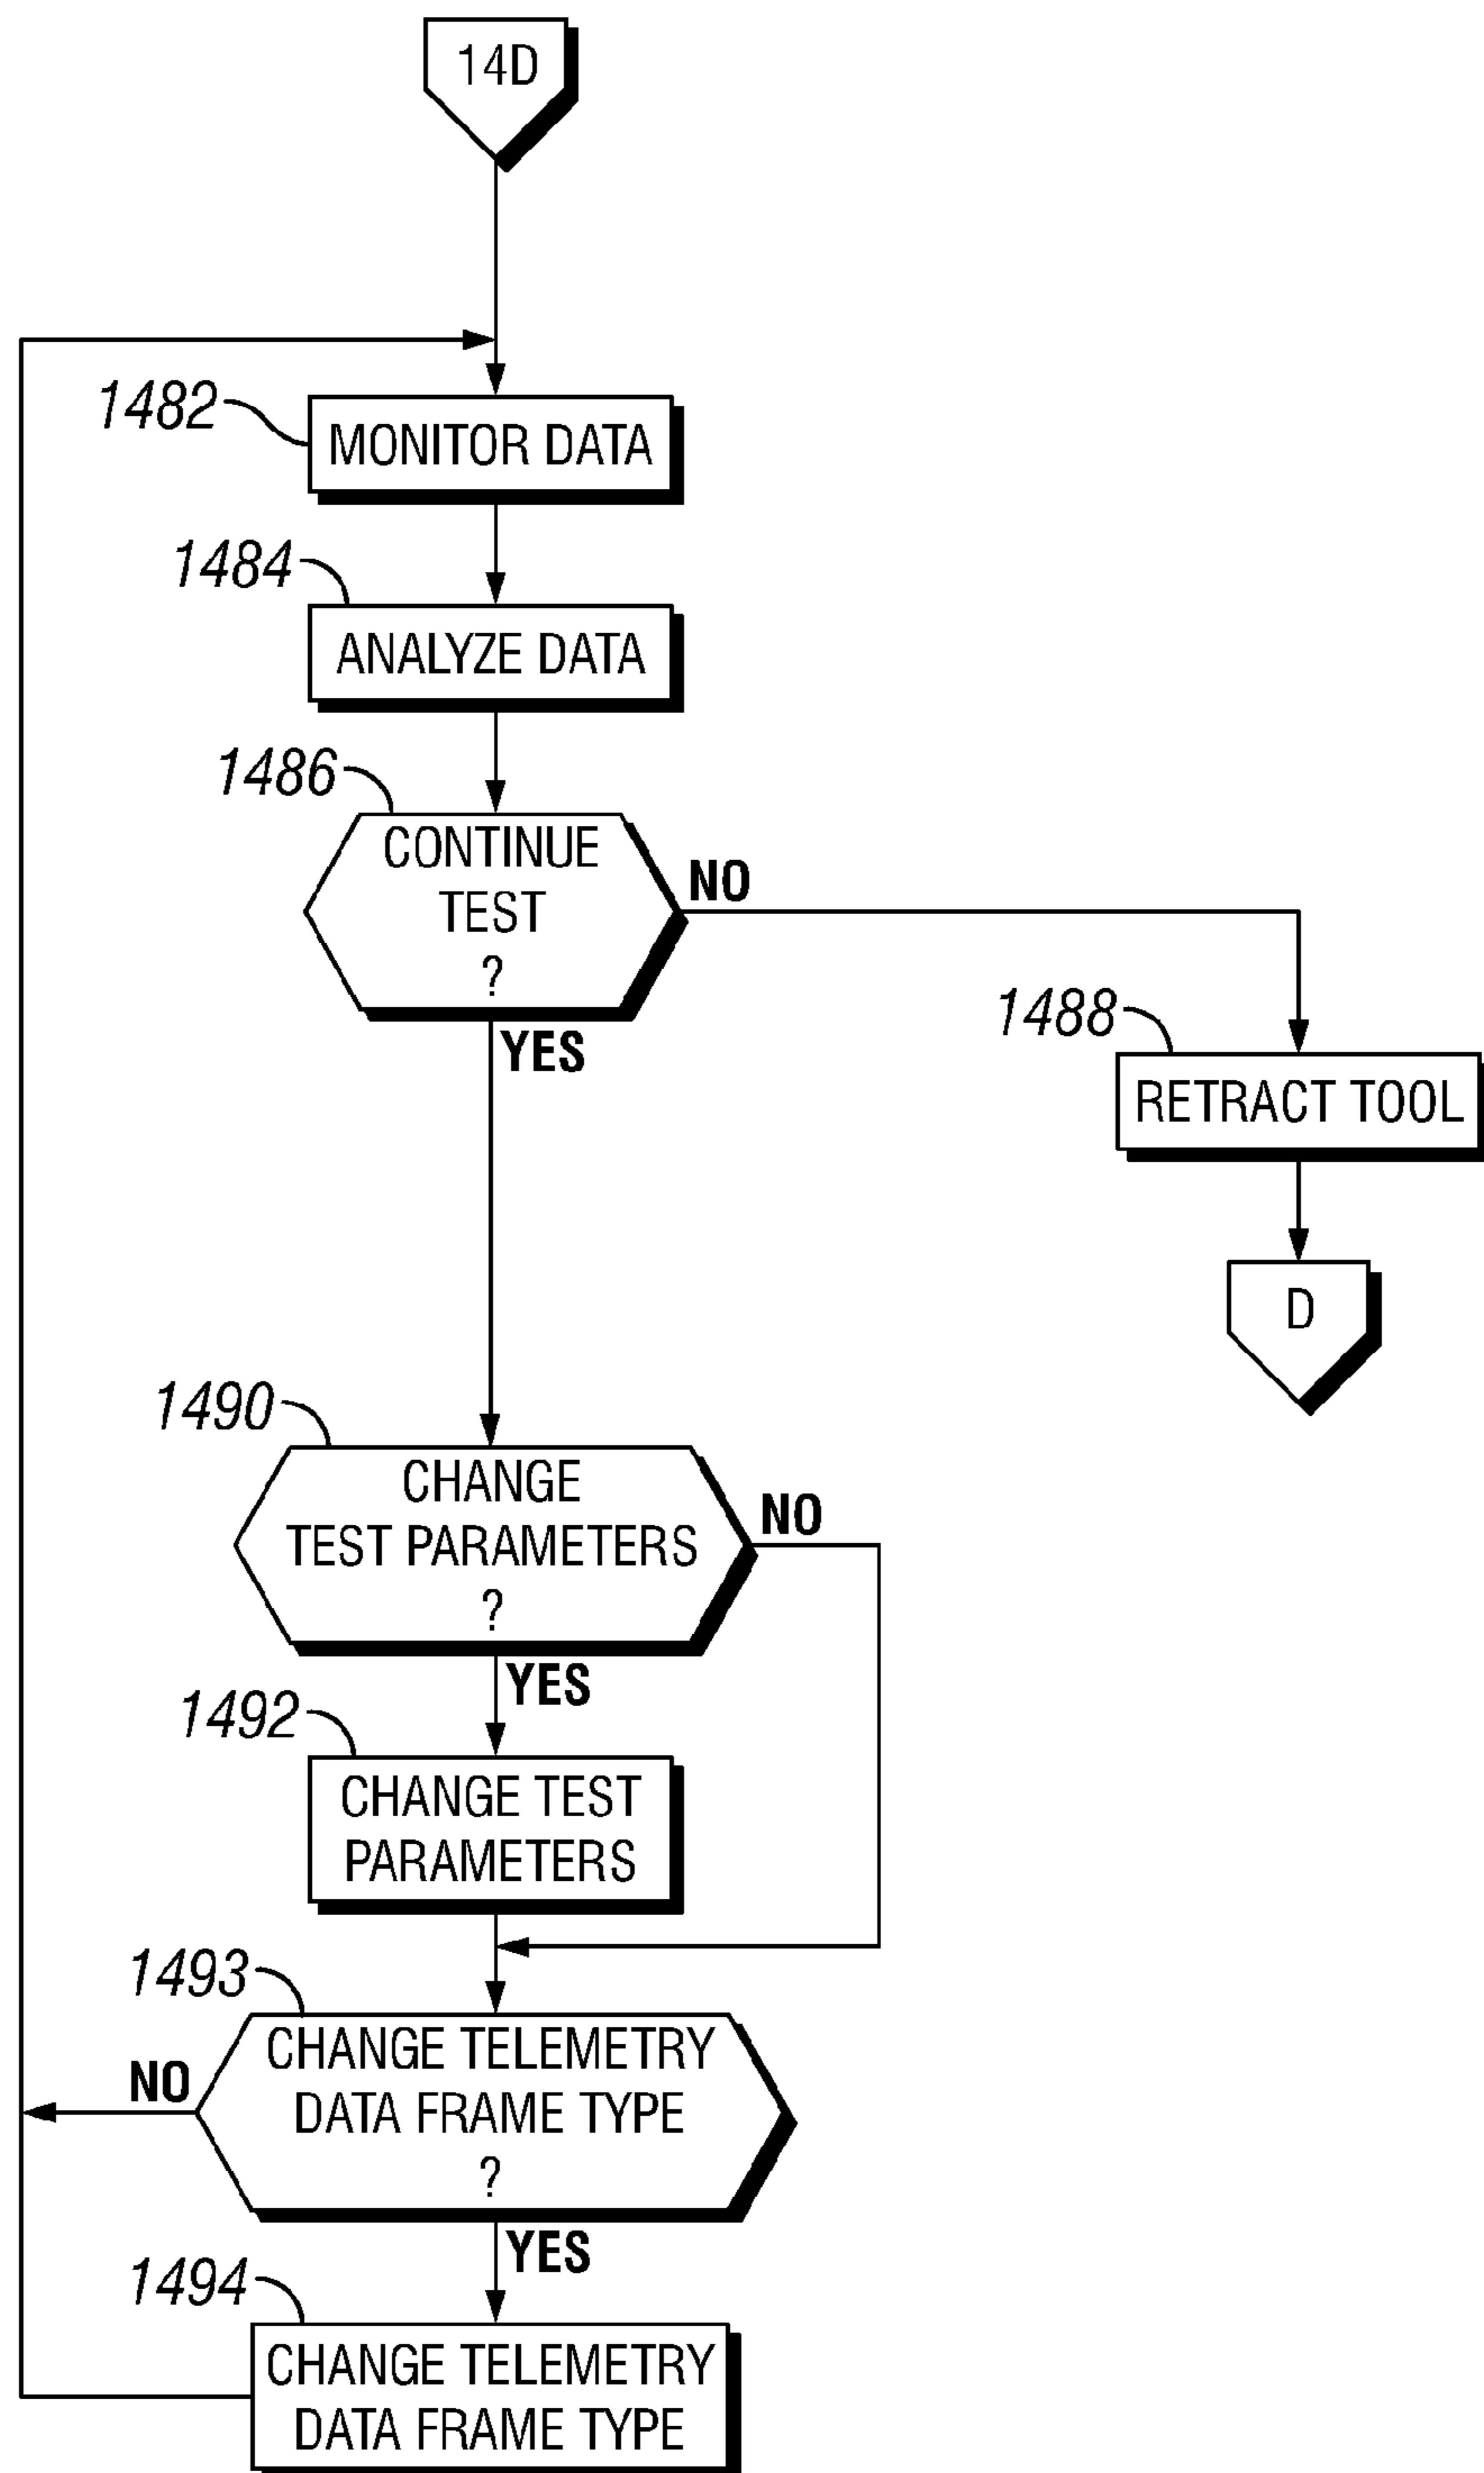 14D
1482
MONITOR DATA
1484
ANALYZE DATA
1486
CONTINUE
TEST
?
NO
YES
1488
RETRACT TOOL
D
1490
CHANGE
TEST PARAMETERS
?
NO
YES
1492
CHANGE TEST
PARAMETERS
1493
CHANGE TELEMETRY
DATA FRAME TYPE
?
NO
YES
1494
CHANGE TELEMETRY
DATA FRAME TYPE